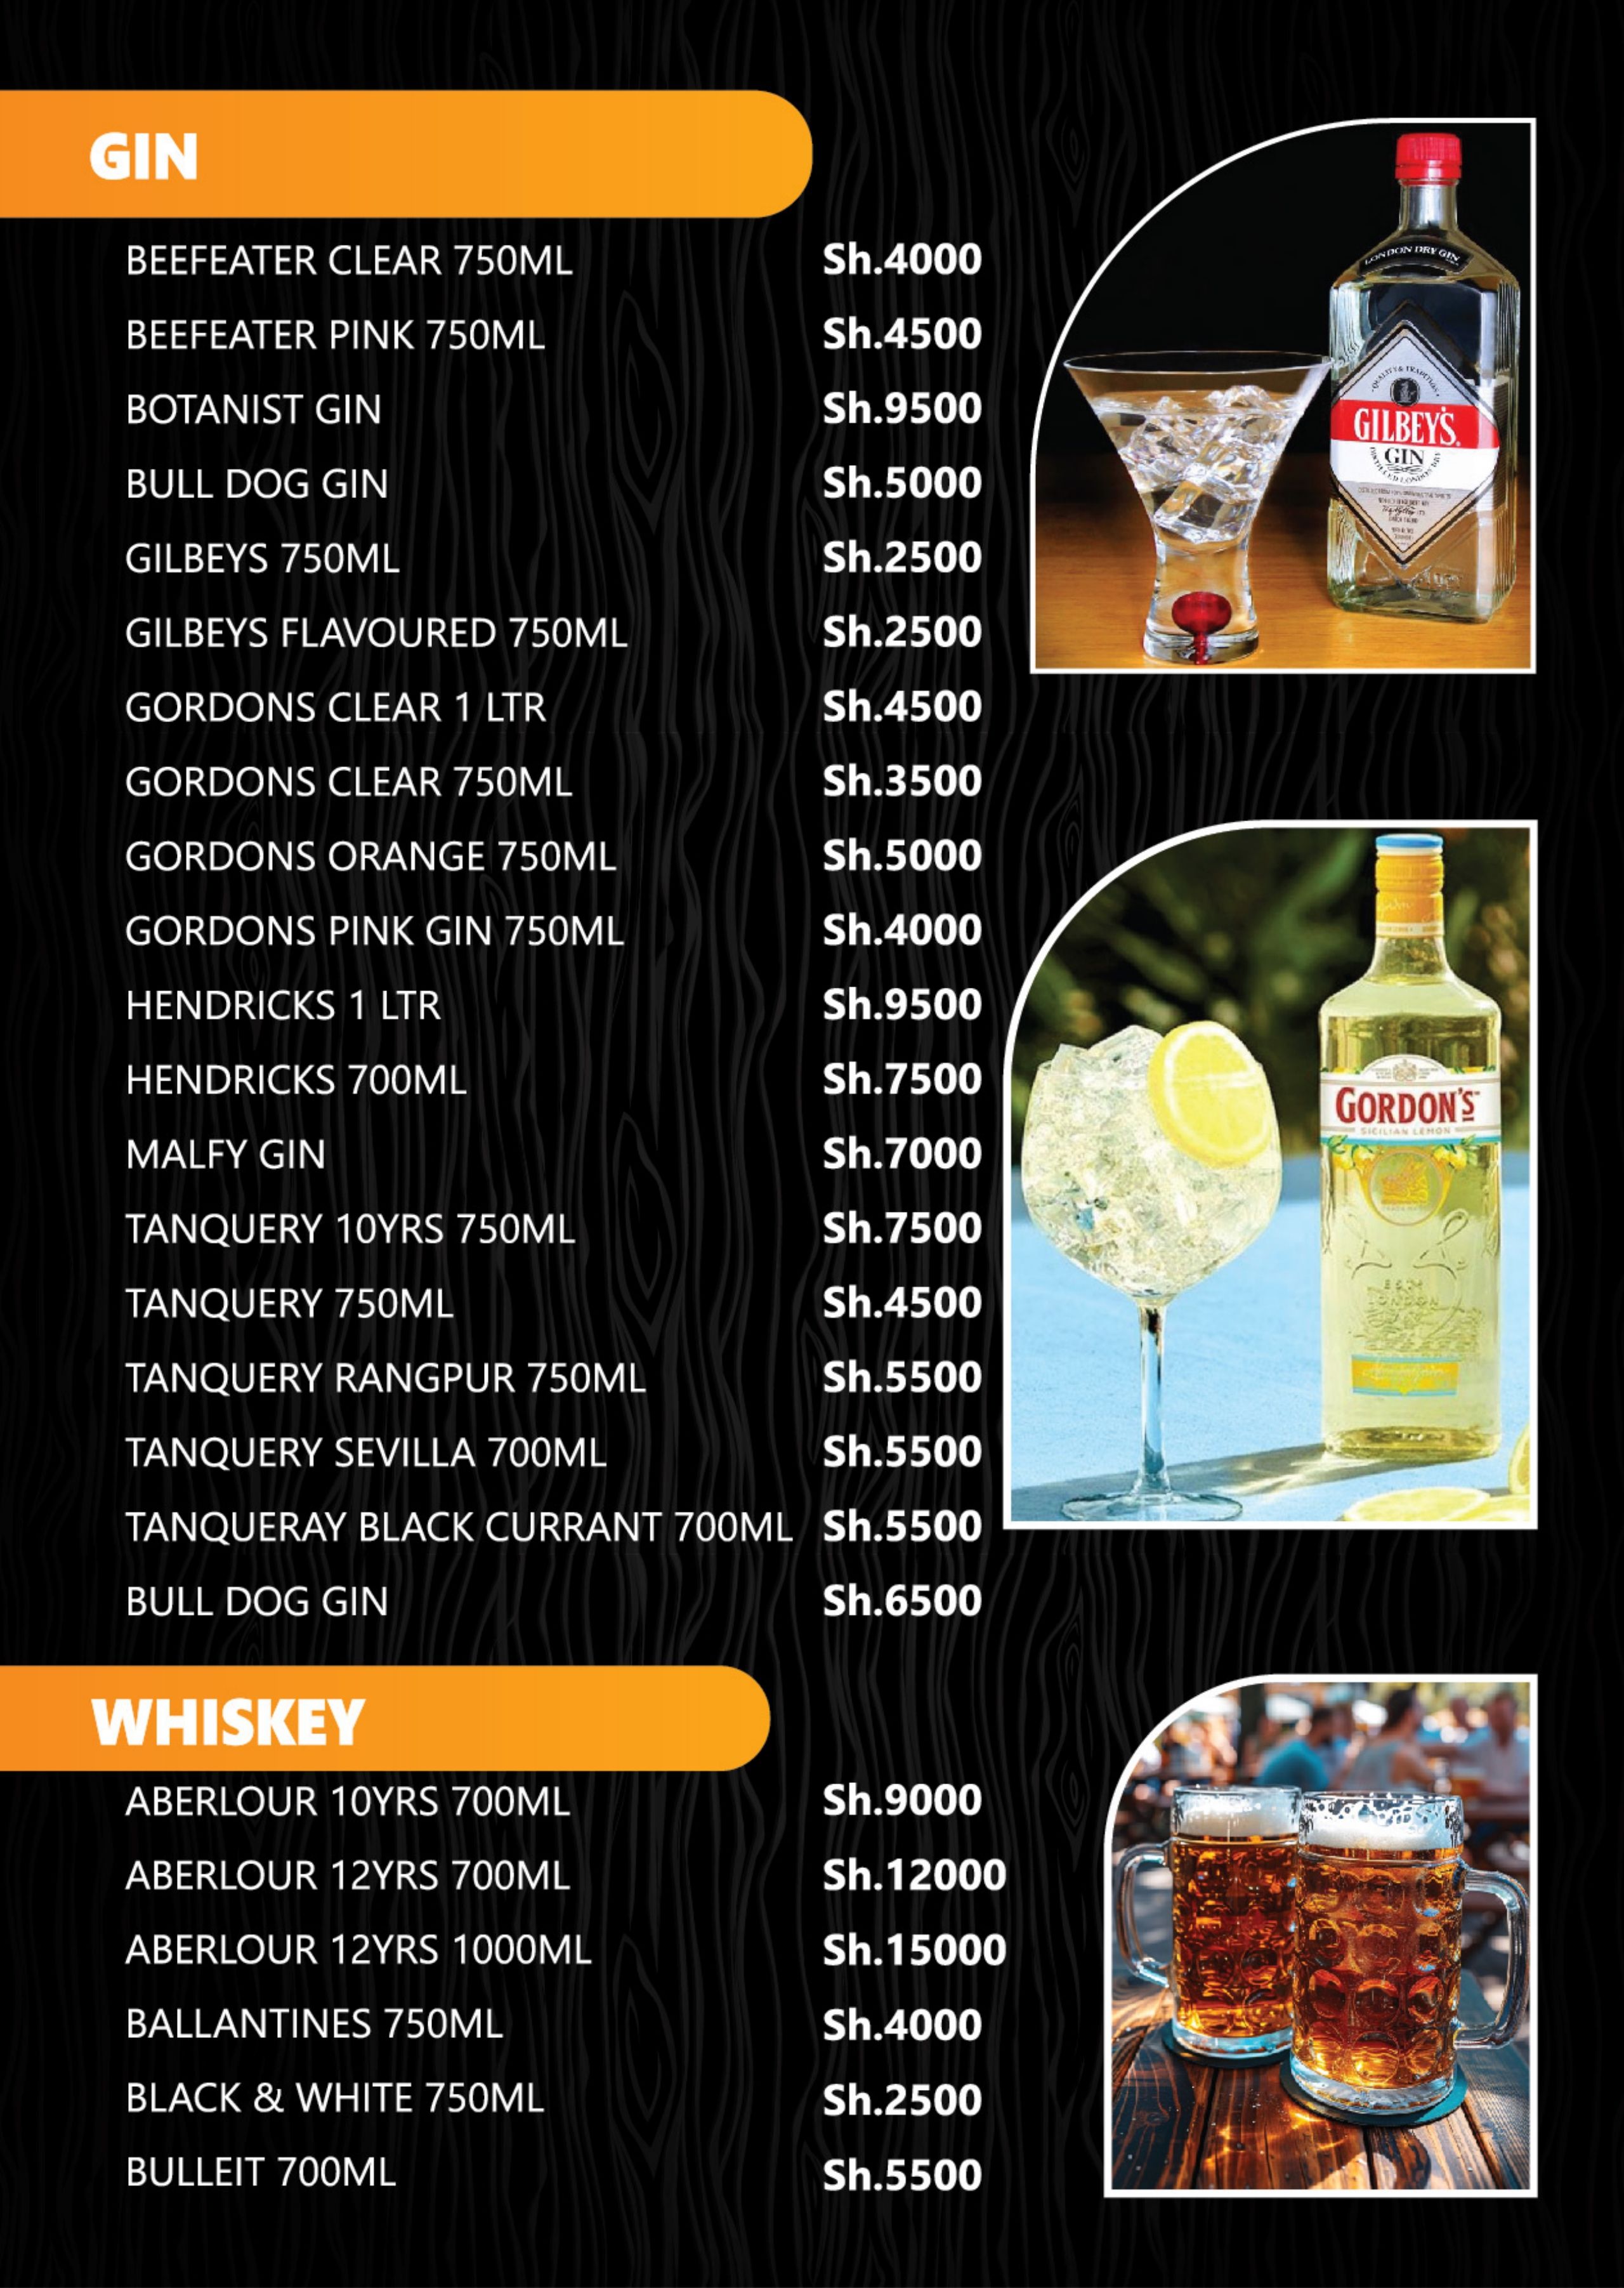 GIN
BEEFEATER CLEAR 750ML Sh.4000
BEEFEATER PINK 750ML Sh.4500
BOTANIST GIN Sh.9500
BULL DOG GIN Sh.5000
GILBEYS 750ML Sh.2500
GILBEYS FLAVOURED 750ML Sh.2500
GORDONS CLEAR 1 LTR Sh.4500
GORDONS CLEAR 750ML Sh.3500
GORDONS ORANGE 750ML Sh.5000
GORDONS PINK GIN 750ML Sh.4000
HENDRICKS 1 LTR Sh.9500
HENDRICKS 700ML Sh.7500
MALFY GIN Sh.7000
TANQUERY 10YRS 750ML Sh.7500
TANQUERY 750ML Sh.4500
TANQUERY RANGPUR 750ML Sh.5500
TANQUERY SEVILLA 700ML Sh.5500
TANQUERAY BLACK CURRANT 700ML Sh.5500
BULL DOG GIN Sh.6500
LONDON DRY GIN
QUALITY & TRADITION
GILBEY'S
GIN
GORDON'S
SICILIAN LEMON
LONDON
WHISKEY
ABERLOUR 10YRS 700ML Sh.9000
ABERLOUR 12YRS 700ML Sh.12000
ABERLOUR 12YRS 1000ML Sh.15000
BALLANTINES 750ML Sh.4000
BLACK & WHITE 750ML Sh.2500
BULLEIT 700ML Sh.5500